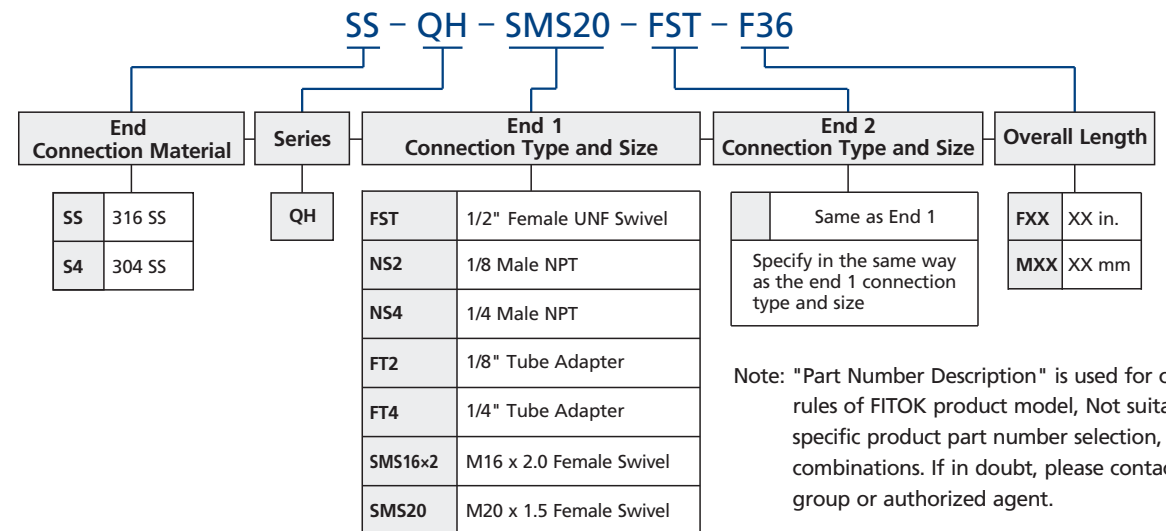 SS – QH – SMS20 – FST – F36
End
Connection Material
Series
End 1
Connection Type and Size
End 2
Connection Type and Size
Overall Length
SS 316 SS
S4 304 SS
QH
FST 1/2" Female UNF Swivel
NS2 1/8 Male NPT
NS4 1/4 Male NPT
FT2 1/8" Tube Adapter
FT4 1/4" Tube Adapter
SMS16×2 M16 x 2.0 Female Swivel
SMS20 M20 x 1.5 Female Swivel
Same as End 1
Specify in the same way
as the end 1 connection
type and size
FXX XX in.
MXX XX mm
Note: "Part Number Description" is used for
rules of FITOK product model, Not
specific product part number selection,
combinations. If in doubt, please
group or authorized agent.